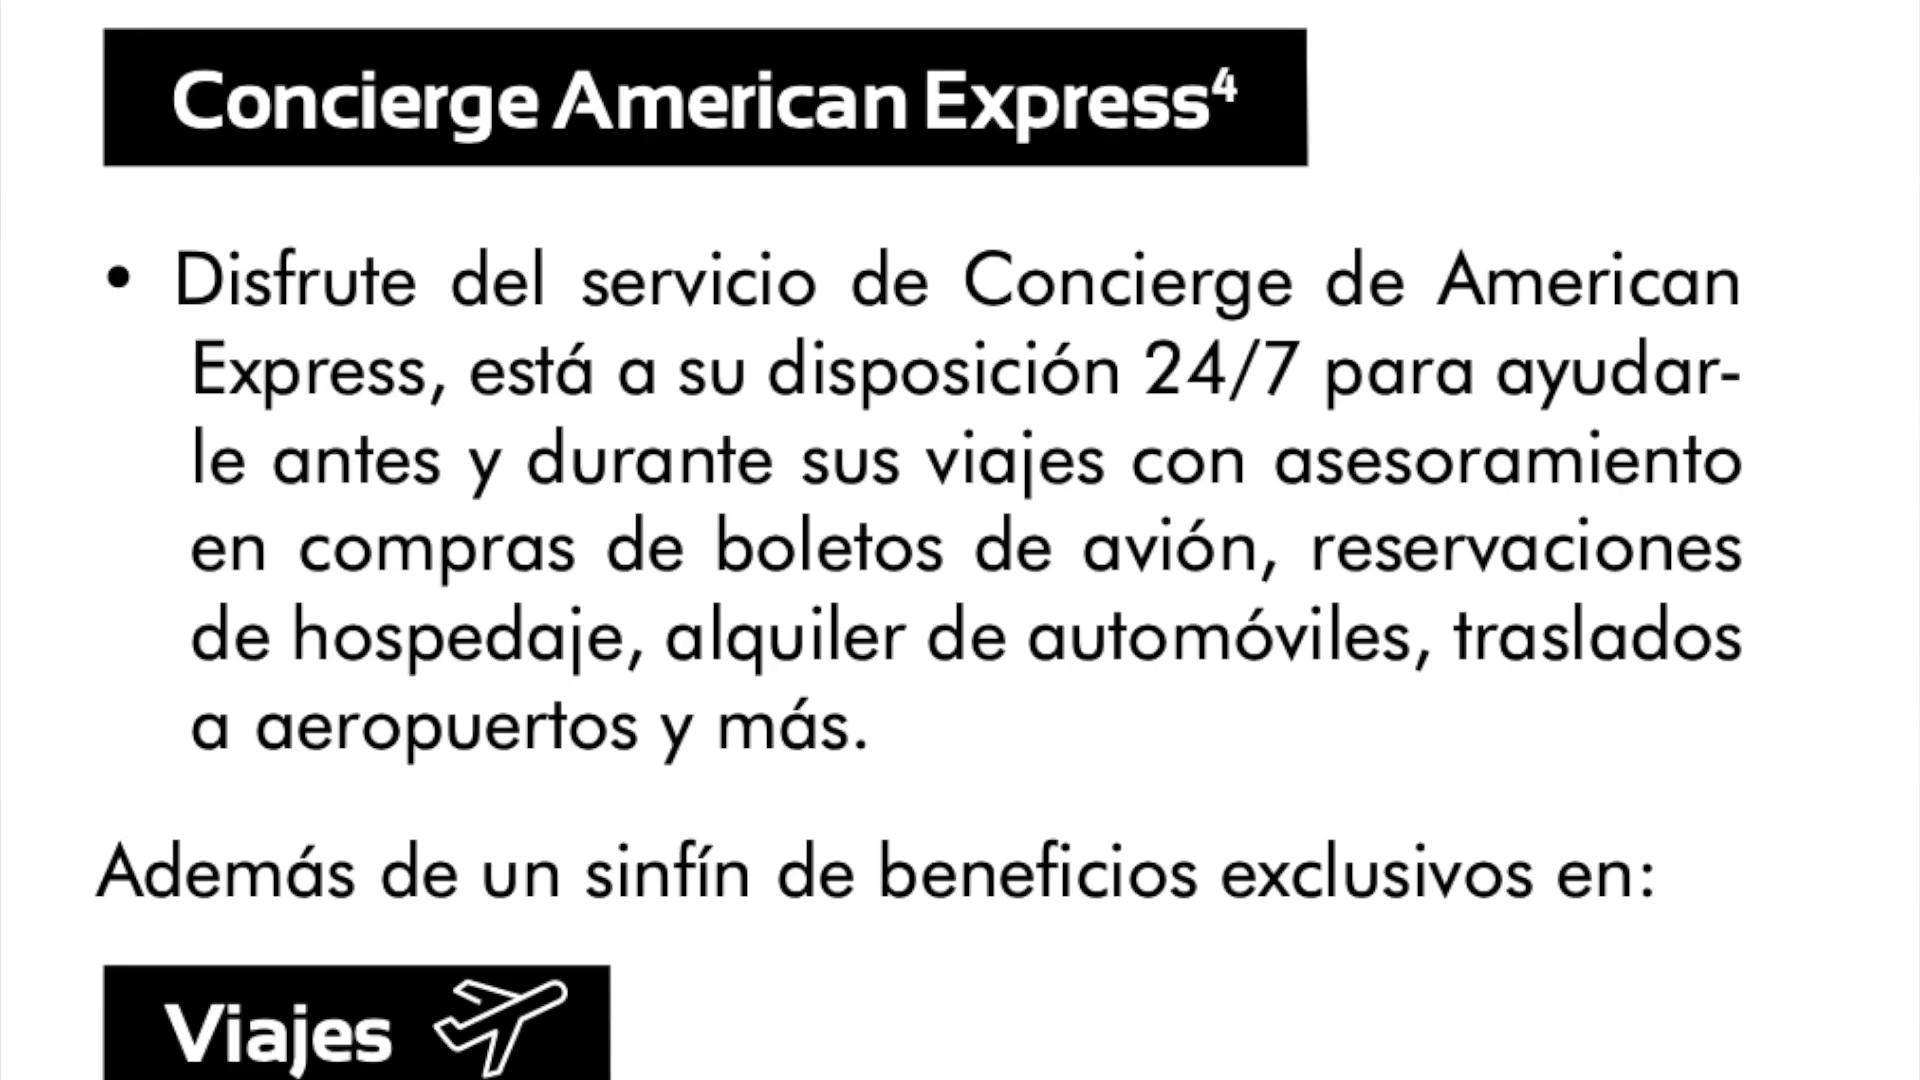 Concierge American Express⁴
• Disfrute del servicio de Concierge de American
Express, está a su disposición 24/7 para ayudar-
le antes y durante sus viajes con asesoramiento
en compras de boletos de avión, reservaciones
de hospedaje, alquiler de automóviles, traslados
a aeropuertos y más.
Además de un sinfín de beneficios exclusivos en:
Viajes